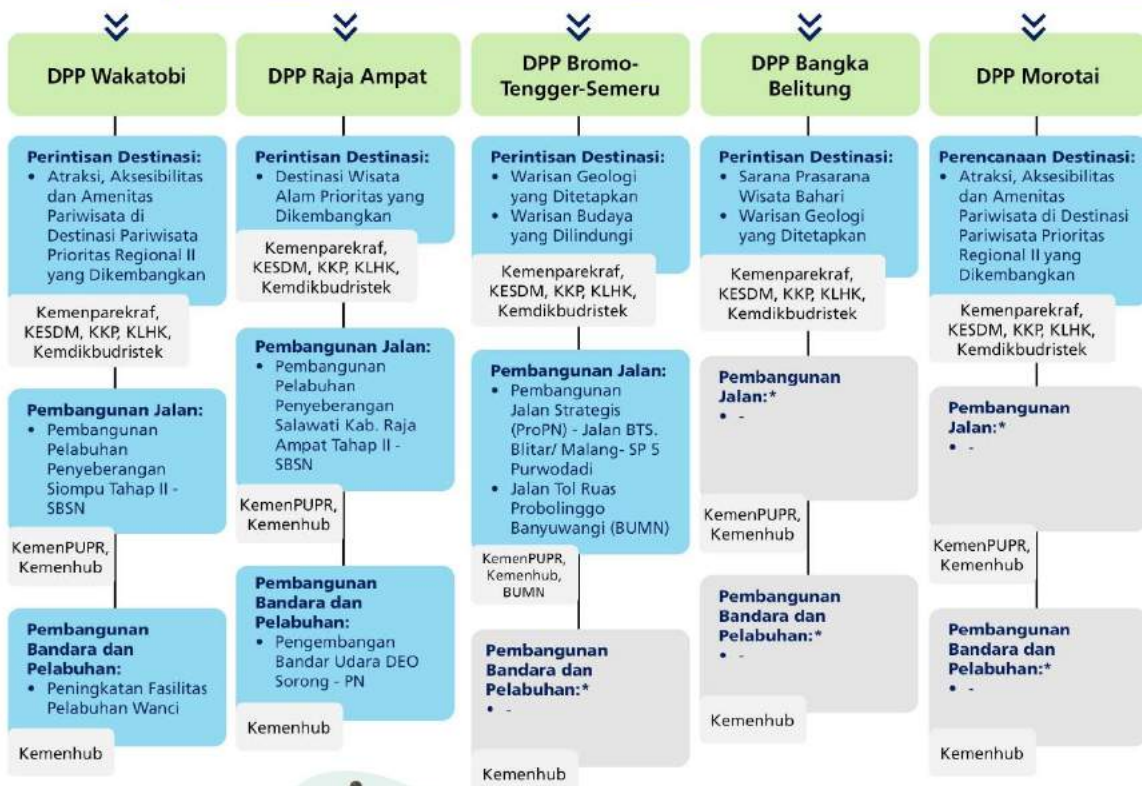 DPP Wakatobi
Perintisan Destinasi:
• Atraksi, Aksesibilitas
dan Amenitas
Pariwisata di
Destinasi Pariwisata
Prioritas Regional II
yang Dikembangkan
Kemenparekraf,
KESDM, KKP, KLHK,
Kemdikbudristek
Pembangunan Jalan:
• Pembangunan
Pelabuhan
Penyeberangan
Siompu Tahap II -
SBSN
KemenPUPR,
Kemenhub
Pembangunan
Bandara dan
Pelabuhan:
• Peningkatan Fasilitas
Pelabuhan Wanci
Kemenhub
DPP Raja Ampat
Perintisan Destinasi:
• Destinasi Wisata
Alam Prioritas yang
Dikembangkan
Kemenparekraf,
KESDM, KKP, KLHK,
Kemdikbudristek
Pembangunan Jalan:
• Pembangunan
Pelabuhan
Penyeberangan
Salawati Kab. Raja
Ampat Tahap II -
SBSN
KemenPUPR,
Kemenhub
Pembangunan
Bandara dan
Pelabuhan:
• Pengembangan
Bandar Udara DEO
Sorong - PN
Kemenhub
DPP Bromo-
Tengger-Semeru
Perintisan Destinasi:
• Warisan Geologi
yang Ditetapkan
• Warisan Budaya
yang Dilindungi
Kemenparekraf,
KESDM, KKP, KLHK,
Kemdikbudristek
Pembangunan Jalan:
• Pembangunan
Jalan Strategis
(ProPN) - Jalan BTS.
Blitar/ Malang- SP 5
Purwodadi
• Jalan Tol Ruas
Probolinggo
Banyuwangi (BUMN)
KemenPUPR,
Kemenhub,
BUMN
Pembangunan
Bandara dan
Pelabuhan:*
• -
Kemenhub
DPP Bangka
Belitung
Perintisan Destinasi:
• Sarana Prasarana
Wisata Bahari
• Warisan Geologi
yang Ditetapkan
Kemenparekraf,
KESDM, KKP, KLHK,
Kemdikbudristek
Pembangunan
Jalan:*
• -
KemenPUPR,
Kemenhub
Pembangunan
Bandara dan
Pelabuhan:*
• -
Kemenhub
DPP Morotai
Perencanaan Destinasi:
• Atraksi, Aksesibilitas
dan Amenitas
Pariwisata di Destinasi
Pariwisata Prioritas
Regional II yang
Dikembangkan
Kemenparekraf,
KESDM, KKP, KLHK,
Kemdikbudristek
Pembangunan
Jalan:*
• -
KemenPUPR,
Kemenhub
Pembangunan
Bandara dan
Pelabuhan:*
• -
Kemenhub